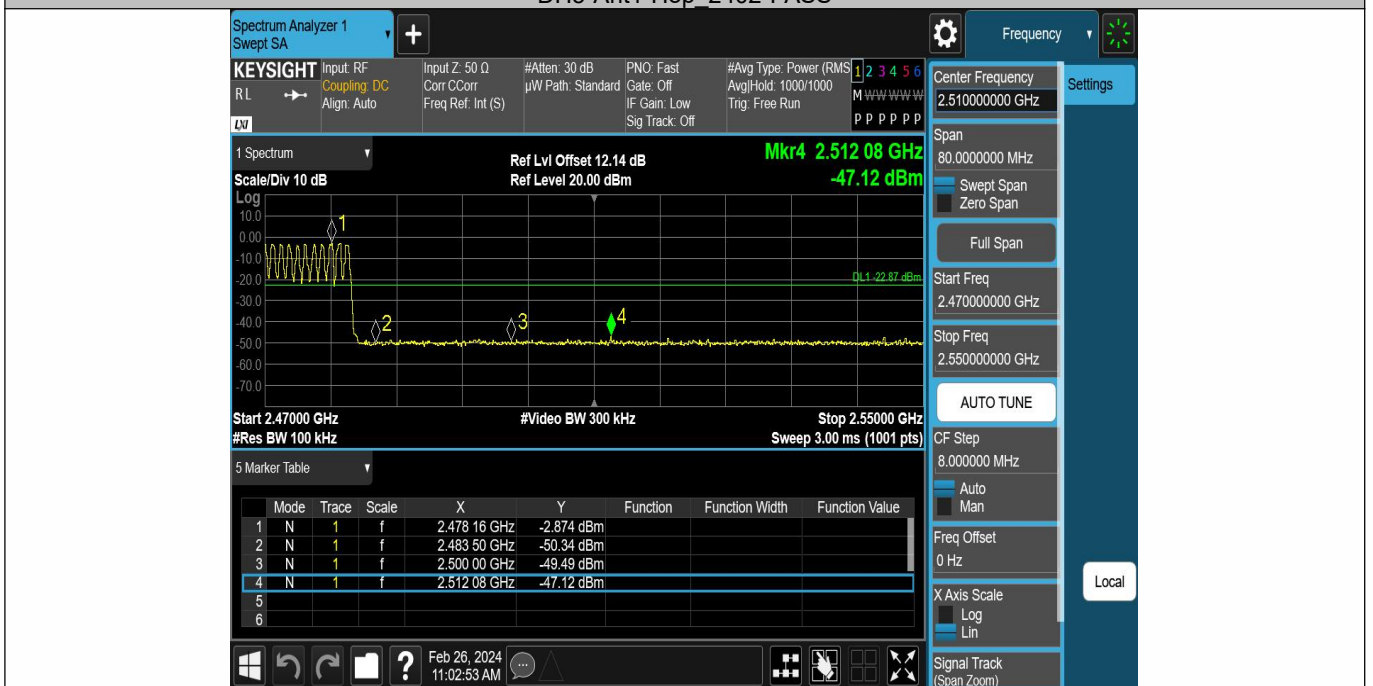 Spectrum Analyzer 1
Swept SA
+
Frequency
KEYSIGHT
RL
LXI
Input: RF
Coupling: DC
Align: Auto
Input Z: 50 Ω
Corr CCorr
Freq Ref: Int (S)
#Atten: 30 dB
µW Path: Standard
PNO: Fast
Gate: Off
IF Gain: Low
Sig Track: Off
#Avg Type: Power (RMS
Avg|Hold: 1000/1000
Trig: Free Run
1 2 3 4 5 6
M W W W W W
P P P P P P
1 Spectrum
Scale/Div 10 dB
Log
Ref Lvl Offset 12.14 dB
Ref Level 20.00 dBm
Mkr4 2.512 08 GHz
-47.12 dBm
10.0
0.00
-10.0
-20.0
-30.0
-40.0
-50.0
-60.0
-70.0
1
2
3
4
DL1 -22.87 dBm
Start 2.47000 GHz
#Res BW 100 kHz
#Video BW 300 kHz
Stop 2.55000 GHz
Sweep 3.00 ms (1001 pts)
5 Marker Table
Mode Trace Scale X Y Function Function Width Function Value
1 N 1 f 2.478 16 GHz -2.874 dBm
2 N 1 f 2.483 50 GHz -50.34 dBm
3 N 1 f 2.500 00 GHz -49.49 dBm
4 N 1 f 2.512 08 GHz -47.12 dBm
5
6
?
Feb 26, 2024
11:02:53 AM
Center Frequency
2.510000000 GHz
Settings
Span
80.0000000 MHz
Swept Span
Zero Span
Full Span
Start Freq
2.470000000 GHz
Stop Freq
2.550000000 GHz
AUTO TUNE
CF Step
8.000000 MHz
Auto
Man
Freq Offset
0 Hz
Local
X Axis Scale
Log
Lin
Signal Track
(Span Zoom)